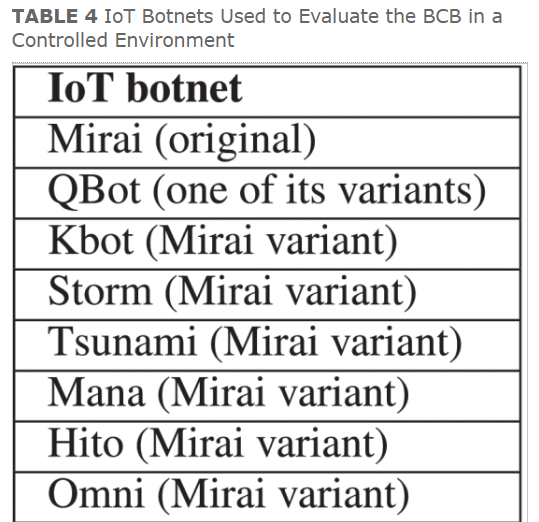 TABLE 4 IoT Botnets Used to Evaluate the BCB in a
Controlled Environment
IoT botnet
Mirai (original)
QBot (one of its variants)
Kbot (Mirai variant)
Storm (Mirai variant)
Tsunami (Mirai variant)
Mana (Mirai variant)
Hito (Mirai variant)
Omni (Mirai variant)